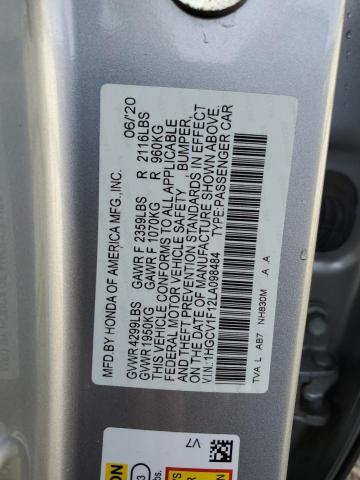 MFD. BY HONDA OF AMERICA MFG.,INC. 06/'20
GVWR 4299LBS GAWR F 2359LBS R 2116LBS
GVWR 1950KG GAWR F 1070KG R 960KG
THIS VEHICLE CONFORMS TO ALL APPLICABLE
FEDERAL MOTOR VEHICLE SAFETY, BUMPER,
AND THEFT PREVENTION STANDARDS IN EFFECT
ON THE DATE OF MANUFACTURE SHOWN ABOVE.
V.I.N.:1HGCV1F12LA098484 TYPE:PASSENGER CAR
TVA L AB7 NH830M .A .A
V7